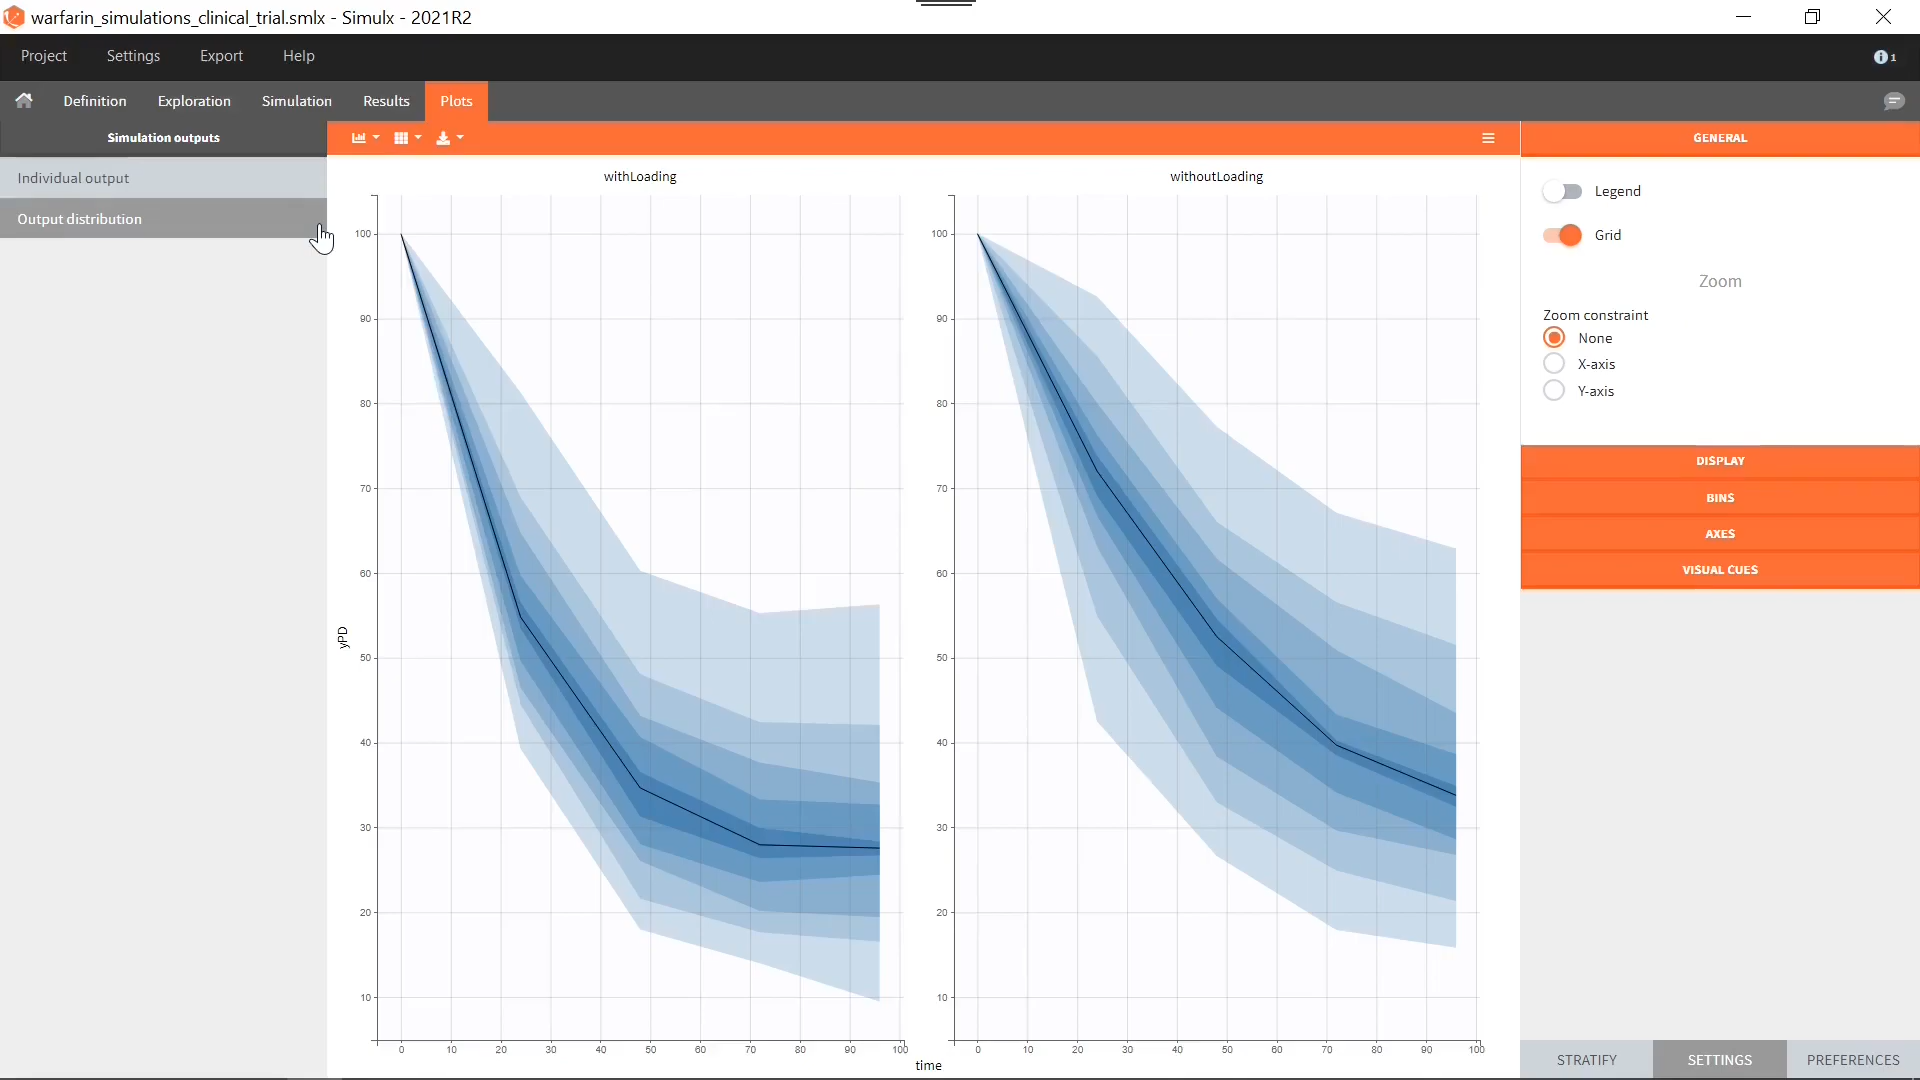 warfarin_simulations_clinical_trial.smlx - Simulx - 2021R2
Project Settings Export Help
1
Definition Exploration Simulation Results Plots
Simulation outputs
Individual output
Output distribution
withLoading
withoutLoading
100
90
80
70
60
50
40
30
20
10
yPD
0 10 20 30 40 50 60 70 80 90 100
100
90
80
70
60
50
40
30
20
10
0 10 20 30 40 50 60 70 80 90 100
time
GENERAL
Legend
Grid
Zoom
Zoom constraint
None
X-axis
Y-axis
DISPLAY
BINS
AXES
VISUAL CUES
STRATIFY SETTINGS PREFERENCES